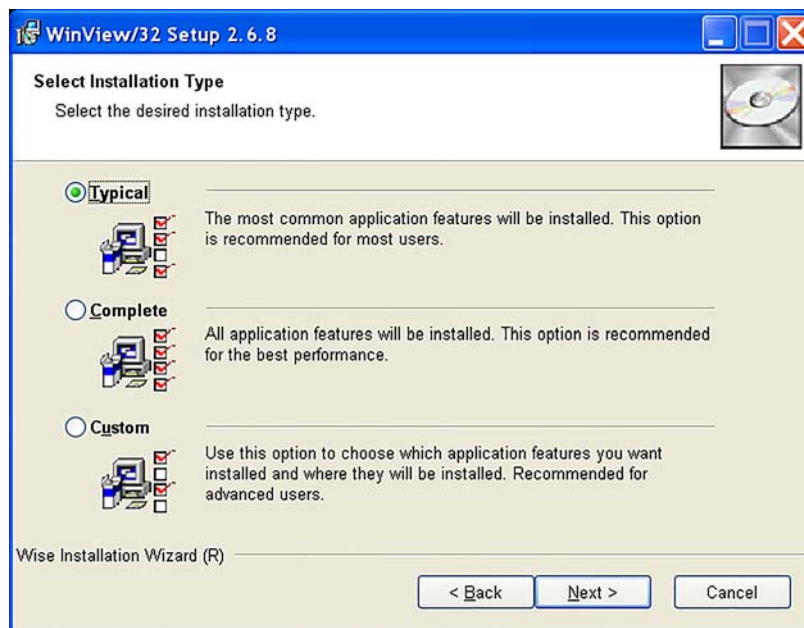 WinView/32 Setup 2.6.8
Select Installation Type
Select the desired installation type.
Typical
The most common application features will be installed. This option
is recommended for most users.
Complete
All application features will be installed. This option is recommended
for the best performance.
Custom
Use this option to choose which application features you want
installed and where they will be installed. Recommended for
advanced users.
Wise Installation Wizard (R)
< Back Next > Cancel